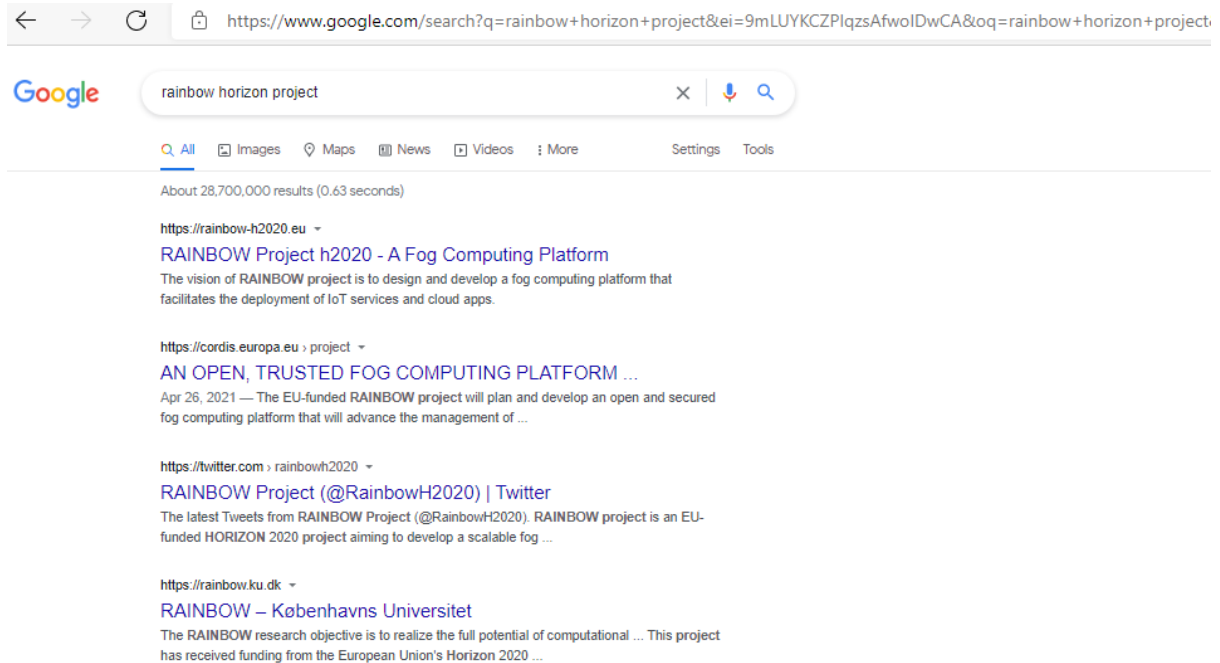 https://www.google.com/search?q=rainbow+horizon+project&ei=9mLUYKCZPIqzsAfwoIDwCA&oq=rainbow+horizon+project
Google
rainbow horizon project
All Images Maps News Videos More Settings Tools
About 28,700,000 results (0.63 seconds)
https://rainbow-h2020.eu
RAINBOW Project h2020 - A Fog Computing Platform
The vision of RAINBOW project is to design and develop a fog computing platform that
facilitates the deployment of IoT services and cloud apps.
https://cordis.europa.eu › project
AN OPEN, TRUSTED FOG COMPUTING PLATFORM ...
Apr 26, 2021 — The EU-funded RAINBOW project will plan and develop an open and secured
fog computing platform that will advance the management of ...
https://twitter.com › rainbowh2020
RAINBOW Project (@RainbowH2020) | Twitter
The latest Tweets from RAINBOW Project (@RainbowH2020). RAINBOW project is an EU-
funded HORIZON 2020 project aiming to develop a scalable fog ...
https://rainbow.ku.dk
RAINBOW – Københavns Universitet
The RAINBOW research objective is to realize the full potential of computational ... This project
has received funding from the European Union's Horizon 2020 ...